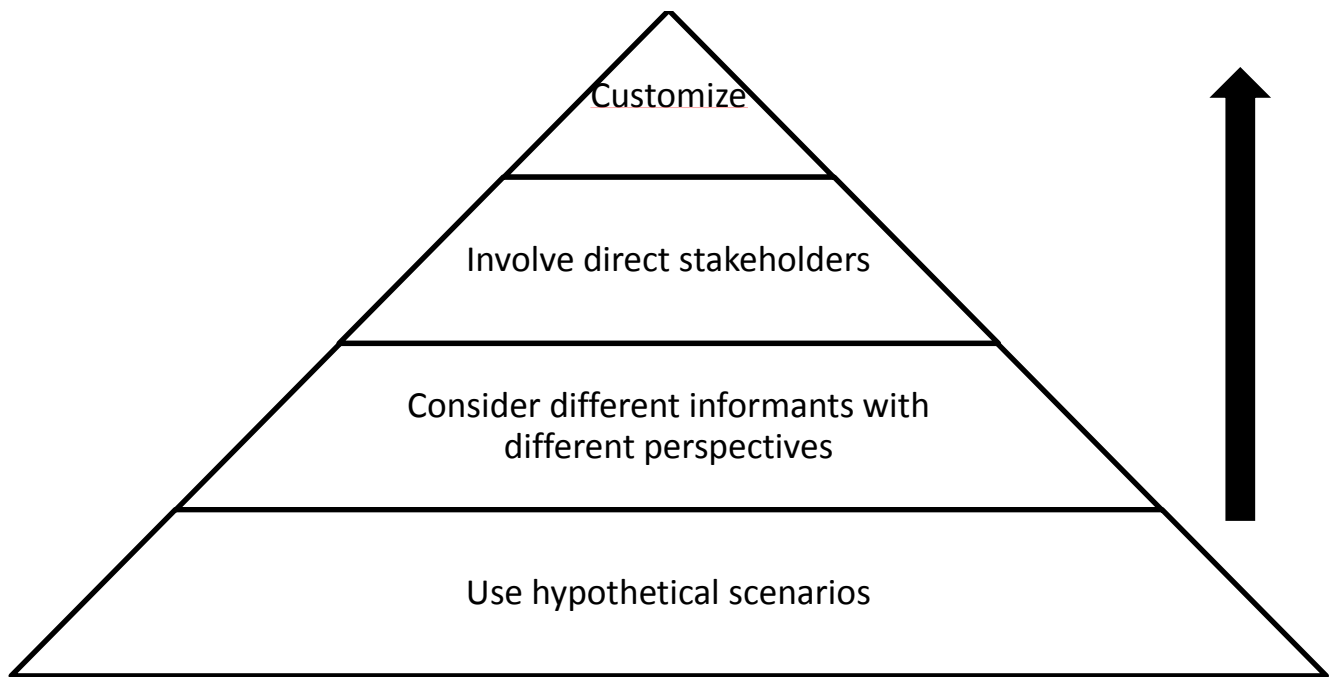 Customize
Involve direct stakeholders
Consider different informants with
different perspectives
Use hypothetical scenarios